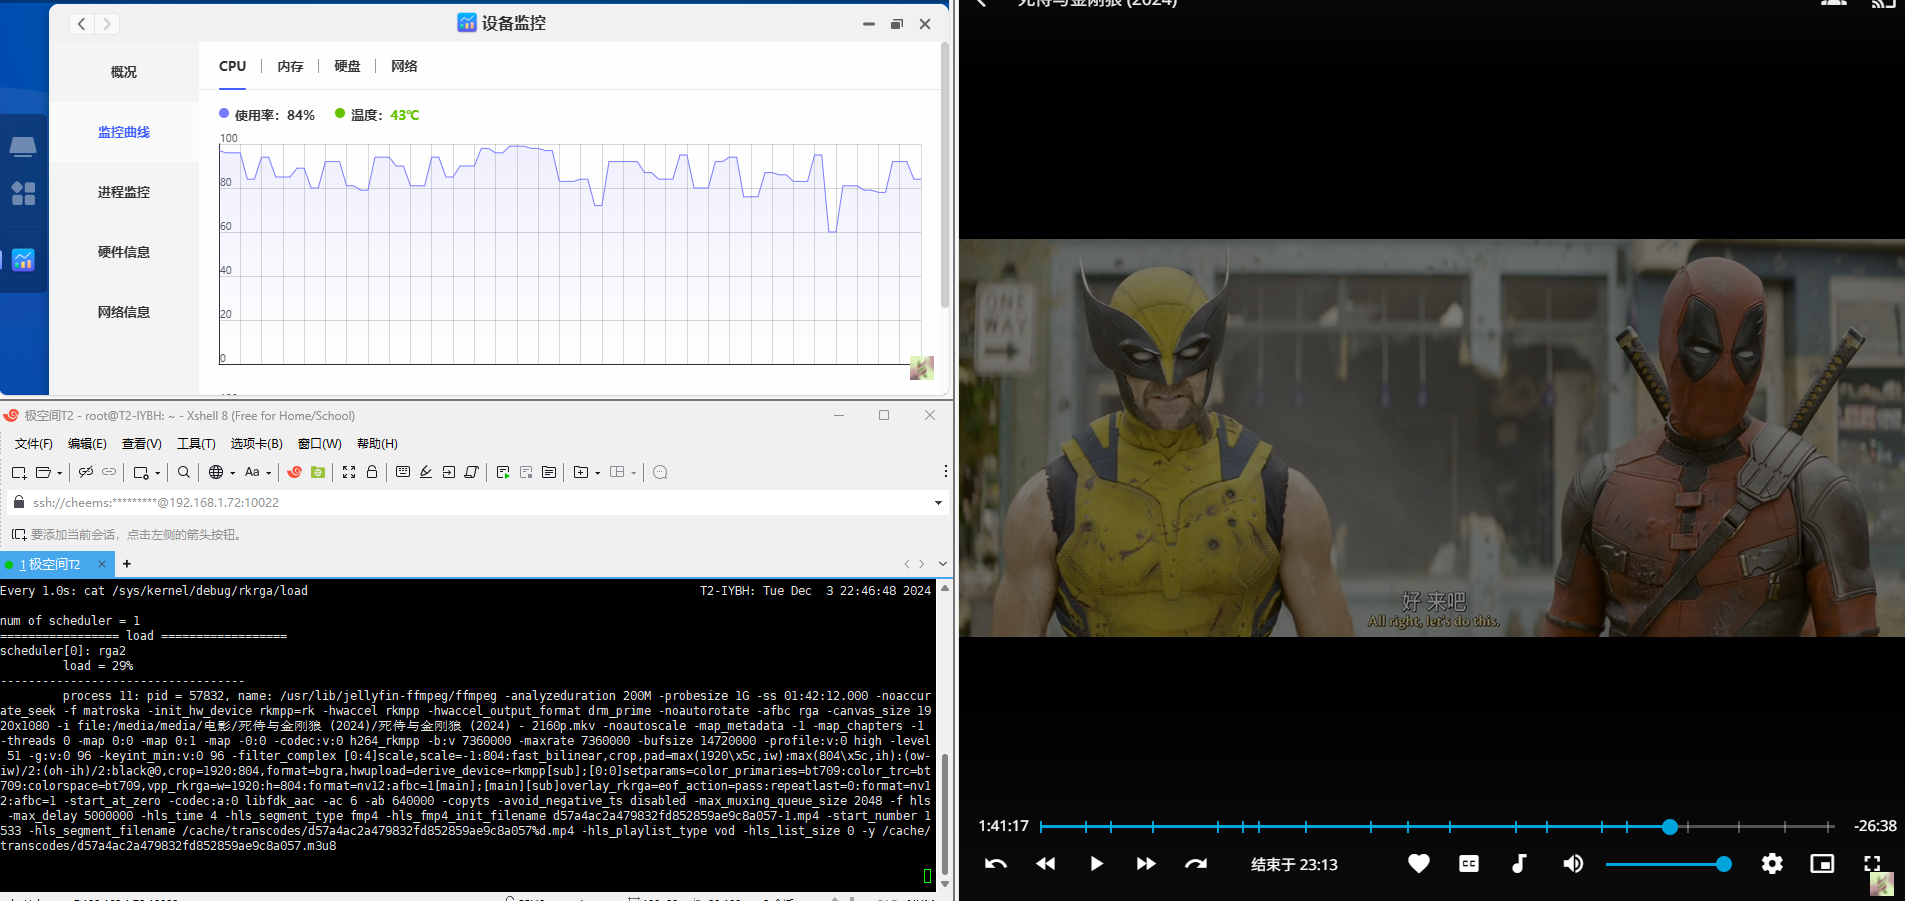 设备监控
概况
监控曲线
进程监控
硬件信息
网络信息
CPU
内存
硬盘
网络
使用率：84%
温度：43℃
100
80
60
40
20
0
极空间T2 - root@T2-IYBH: ~ - Xshell 8 (Free for Home/School)
文件(F) 编辑(E) 查看(V) 工具(T) 选项卡(B) 窗口(W) 帮助(H)
Aa
ssh://cheems:*********@192.168.1.72:10022
要添加当前会话，点击左侧的箭头按钮。
1 极空间T2
Every 1.0s: cat /sys/kernel/debug/rkrga/load T2-IYBH: Tue Dec  3 22:46:48 2024
num of scheduler = 1
================= load ==================
scheduler[0]: rga2
load = 29%
-----------------------------------
process 11: pid = 57832, name: /usr/lib/jellyfin-ffmpeg/ffmpeg -analyzeduration 200M -probesize 1G -ss 01:42:12.000 -noaccur
ate_seek -f matroska -init_hw_device rkmpp=rk -hwaccel rkmpp -hwaccel_output_format drm_prime -noautorotate -afbc rga -canvas_size 19
20x1080 -i file:/media/media/电影/死侍与金刚狼 (2024)/死侍与金刚狼 (2024) - 2160p.mkv -noautoscale -map_metadata -1 -map_chapters -1
-threads 0 -map 0:0 -map 0:1 -map -0:0 -codec:v:0 h264_rkmpp -b:v 7360000 -maxrate 7360000 -bufsize 14720000 -profile:v:0 high -level
51 -g:v:0 96 -keyint_min:v:0 96 -filter_complex [0:4]scale,scale=-1:804:fast_bilinear,crop,pad=max(1920\x5c,iw):max(804\x5c,ih):(ow-
iw)/2:(oh-ih)/2:black@0,crop=1920:804,format=bgra,hwupload=derive_device=rkmpp[sub];[0:0]setparams=color_primaries=bt709:color_trc=bt
709:colorspace=bt709,vpp_rkrga=w=1920:h=804:format=nv12:afbc=1[main];[main][sub]overlay_rkrga=eof_action=pass:repeatlast=0:format=nv1
2:afbc=1 -start_at_zero -codec:a:0 libfdk_aac -ac 6 -ab 640000 -copyts -avoid_negative_ts disabled -max_muxing_queue_size 2048 -f hls
-max_delay 5000000 -hls_time 4 -hls_segment_type fmp4 -hls_fmp4_init_filename d57a4ac2a479832fd852859ae9c8a057-1.mp4 -start_number 1
533 -hls_segment_filename /cache/transcodes/d57a4ac2a479832fd852859ae9c8a057%d.mp4 -hls_playlist_type vod -hls_list_size 0 -y /cache/
transcodes/d57a4ac2a479832fd852859ae9c8a057.m3u8
死侍与金刚狼 (2024)
ONE
WAY
好 来吧
All right, let's do this.
1:41:17
-26:38
结束于 23:13
CC